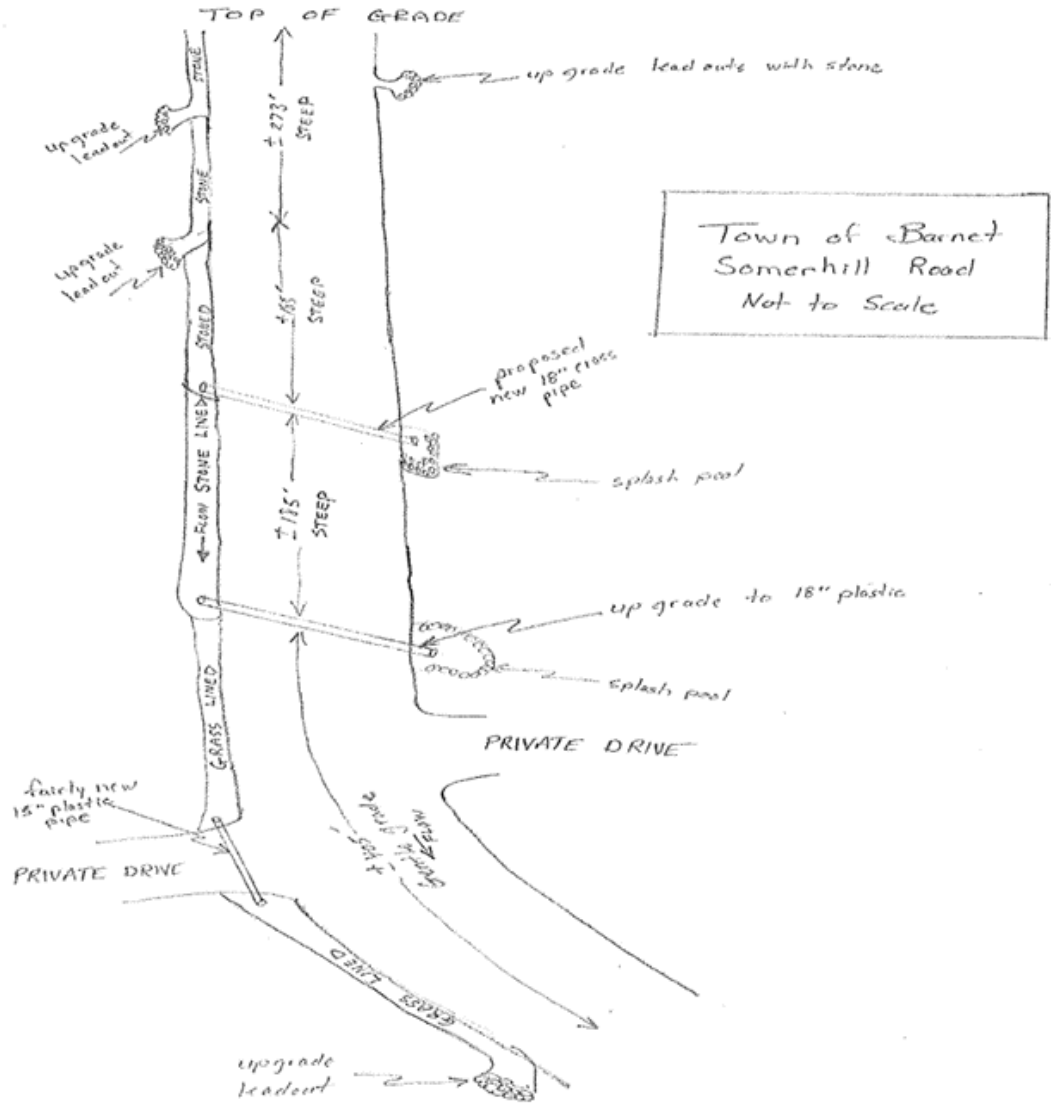 TOP OF GRADE
STONE
up grade lead outs with stone
± 273'
STEEP
upgrade
leadout
STONE
Town of Barnet
Somerhill Road
Not to Scale
upgrade
leadout
STEEP
STONED
proposed
new 18" cross
pipe
← FLOW STONE LINED
splash pool
± 185'
STEEP
up grade to 18" plastic
splash pool
GRASS LINED
PRIVATE DRIVE
fairly new
plastic
pipe
Gentle
grade
FLOW
PRIVATE DRIVE
GRASS LINED
upgrade
leadout